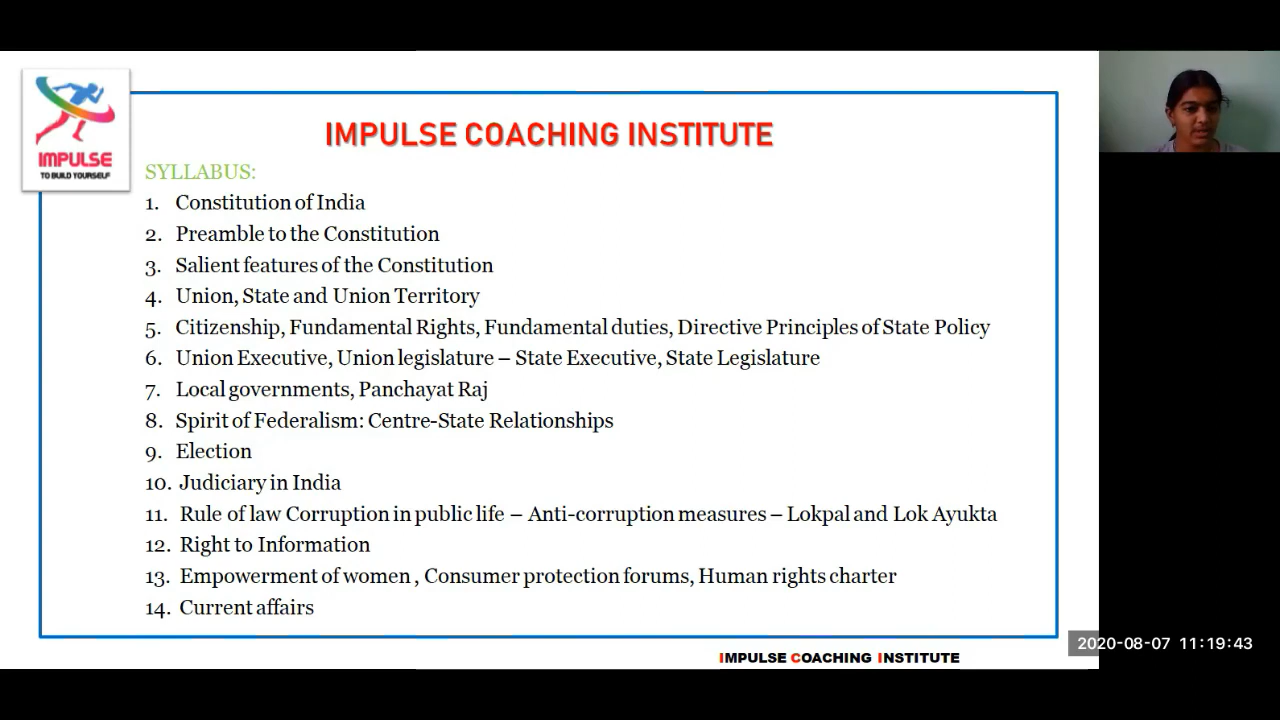 IMPULSE COACHING INSTITUTE
IMPULSE
TO BUILD YOURSELF
SYLLABUS:
1. Constitution of India
2. Preamble to the Constitution
3. Salient features of the Constitution
4. Union, State and Union Territory
5. Citizenship, Fundamental Rights, Fundamental duties, Directive Principles of State Policy
6. Union Executive, Union legislature – State Executive, State Legislature
7. Local governments, Panchayat Raj
8. Spirit of Federalism: Centre-State Relationships
9. Election
10. Judiciary in India
11. Rule of law Corruption in public life – Anti-corruption measures – Lokpal and Lok Ayukta
12. Right to Information
13. Empowerment of women , Consumer protection forums, Human rights charter
14. Current affairs
2020-08-07 11:19:43
IMPULSE COACHING INSTITUTE